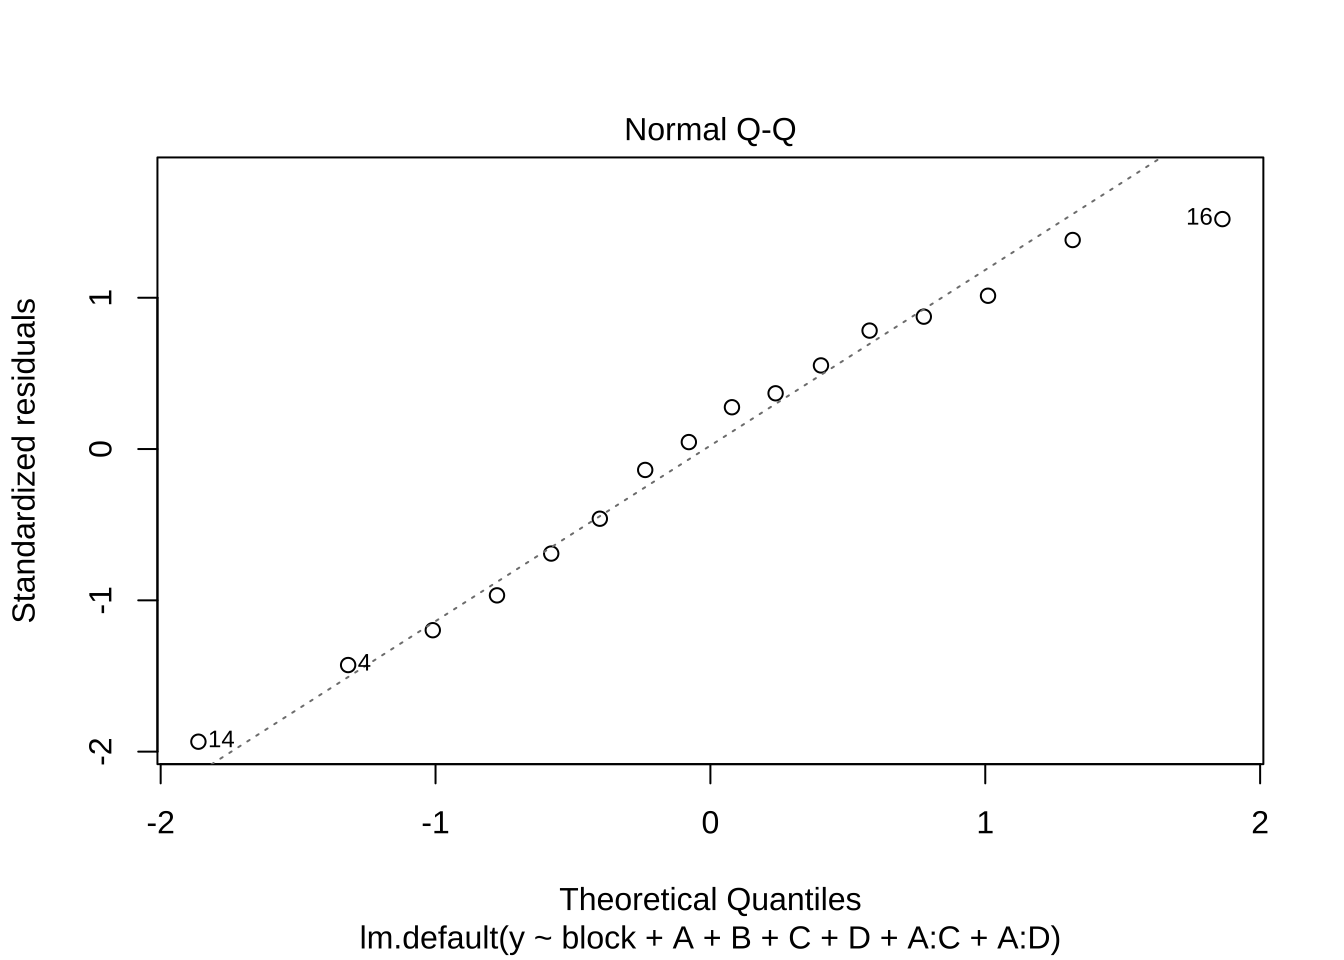 Normal Q-Q
Standardized residuals
1
0
-1
-2
16
4
14
-2 -1 0 1 2
Theoretical Quantiles
lm.default(y ~ block + A + B + C + D + A:C + A:D)